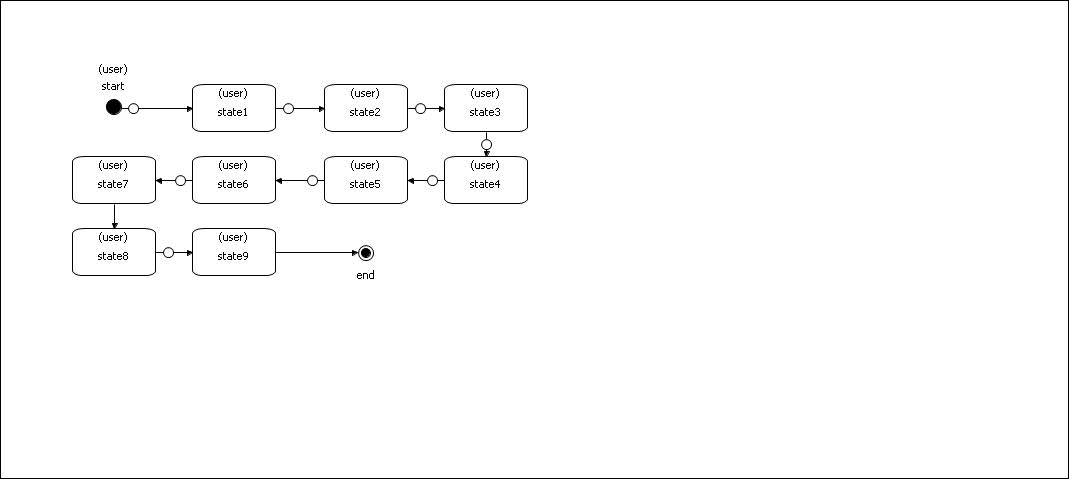 (user)
start
(user)
state1
(user)
state2
(user)
state3
(user)
state7
(user)
state6
(user)
state5
(user)
state4
(user)
state8
(user)
state9
end